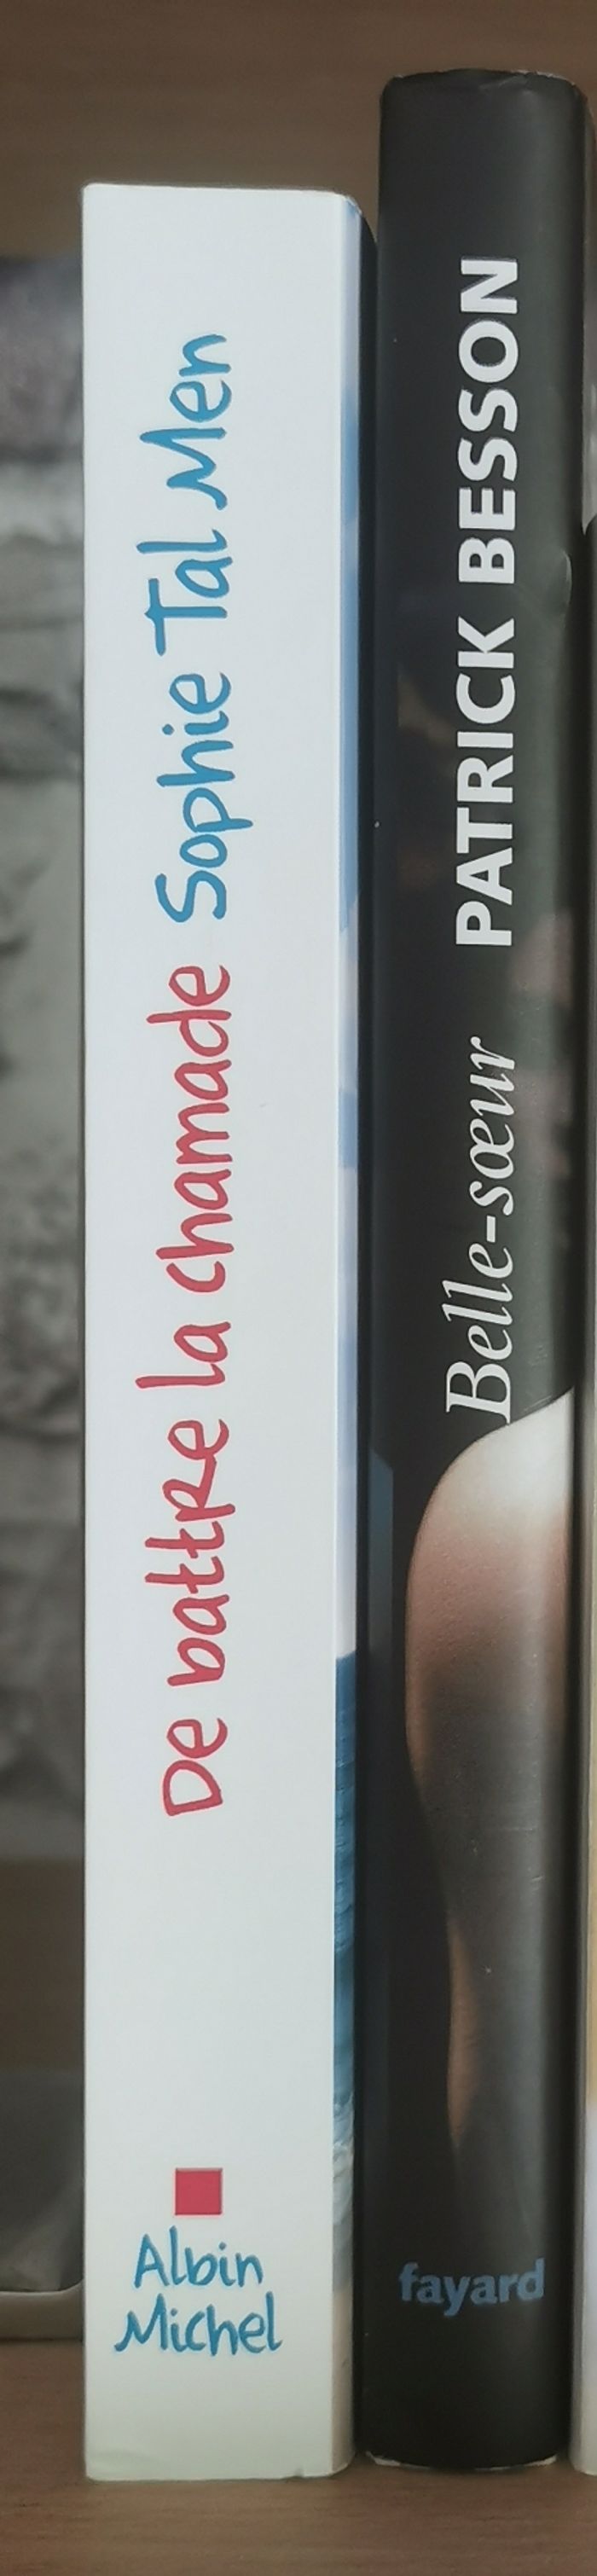 De battre la chamade Sophie Tal Men
Albin
Michel
Belle-sœur PATRICK BESSON
fayard